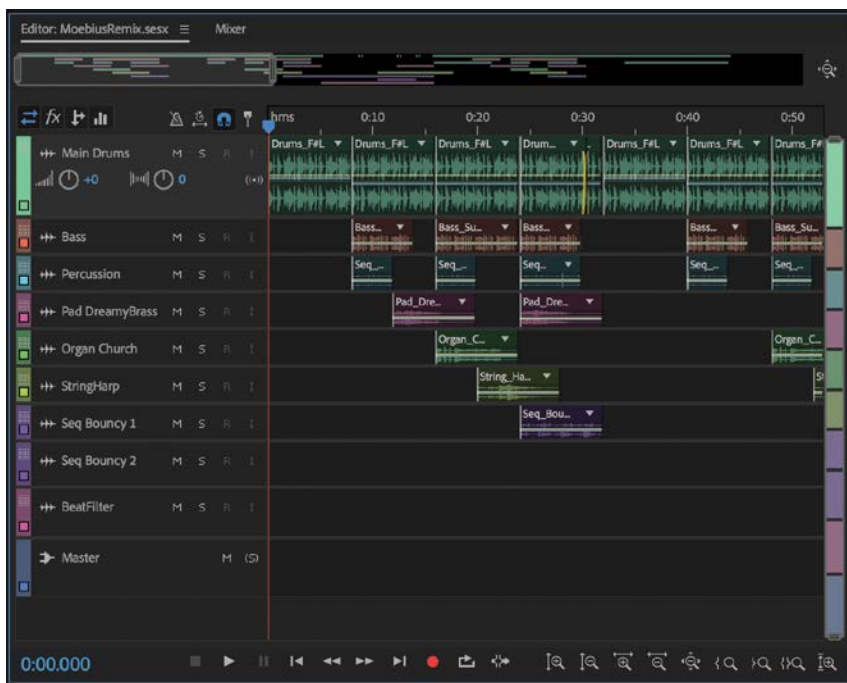 Editor: MoebiusRemix.sesx Mixer
fx hms 0:10 0:20 0:30 0:40 0:50
Main Drums M S R I Drums_F#L Drums_F#L Drums_F#L Drum... Drums_F#L Drums_F#L Drums_F#
+0 0
Bass M S R I Bass... Bass_Su... Bass... Bass... Bass_Su...
Percussion M S R I Seq_... Seq_... Seq... Seq_... Seq_...
Pad DreamyBrass M S R I Pad_Dre... Pad_Dre...
Organ Church M S R I Organ_C... Organ_C...
StringHarp M S R I String_Ha... St
Seq Bouncy 1 M S R I Seq_Bou...
Seq Bouncy 2 M S R I
BeatFilter M S R I
Master M (S)
0:00.000